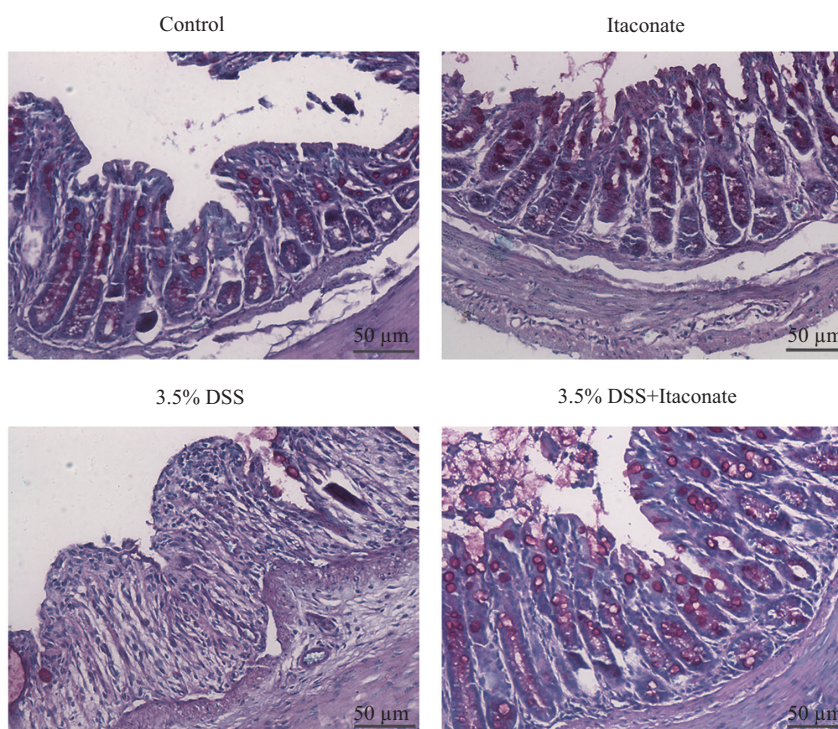 Control
Itaconate
50 µm
50 µm
3.5% DSS
3.5% DSS+Itaconate
50 µm
50 µm